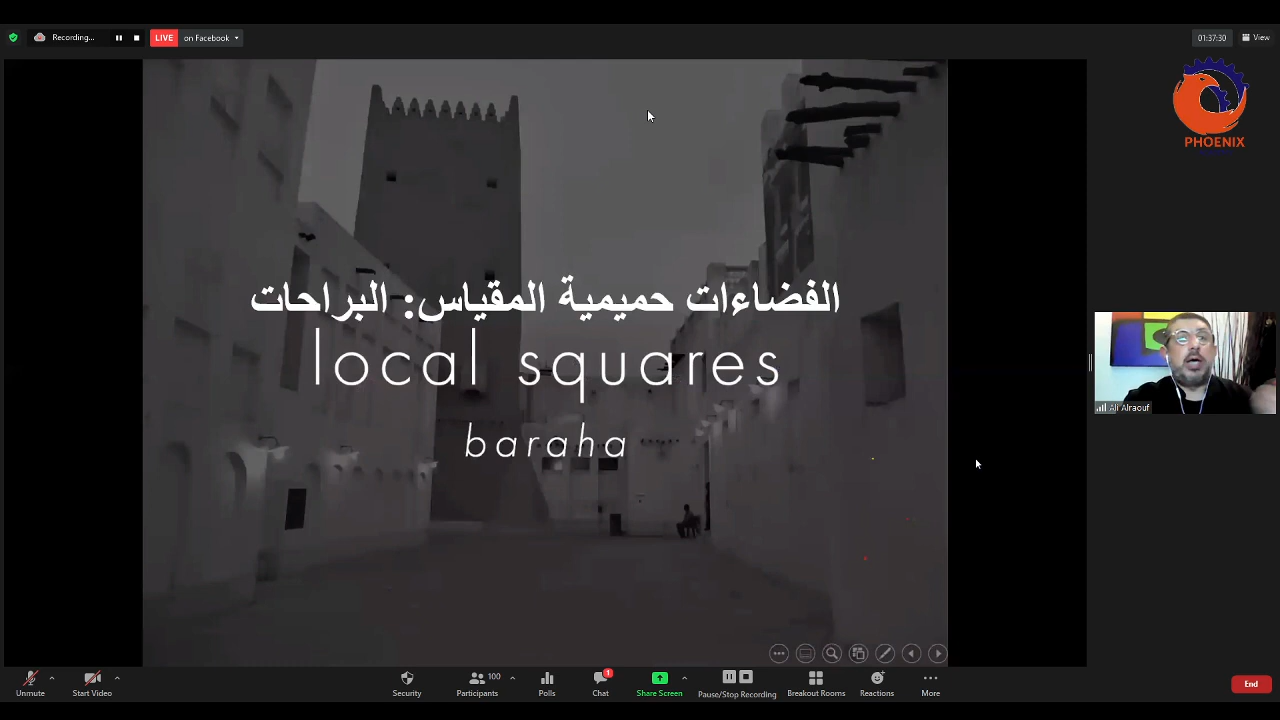 Recording...
LIVE on Facebook
01:37:30
View
PHOENIX
الفضاءات حميمية المقياس: البراحات
local squares
baraha
Ali Alraouf
Unmute
Start Video
Security
Participants 100
Polls
Chat 1
Share Screen
Pause/Stop Recording
Breakout Rooms
Reactions
More
End